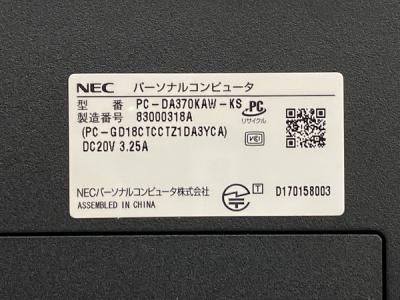 NEC パーソナルコンピュータ
型 番 PC-DA370KAW-KS PC
製造番号 83000318A
(PC-GD18CTCCTZ1DA3YCA) VCCI
DC20V 3.25A
NECパーソナルコンピュータ株式会社 T D170158003
ASSEMBLED IN CHINA